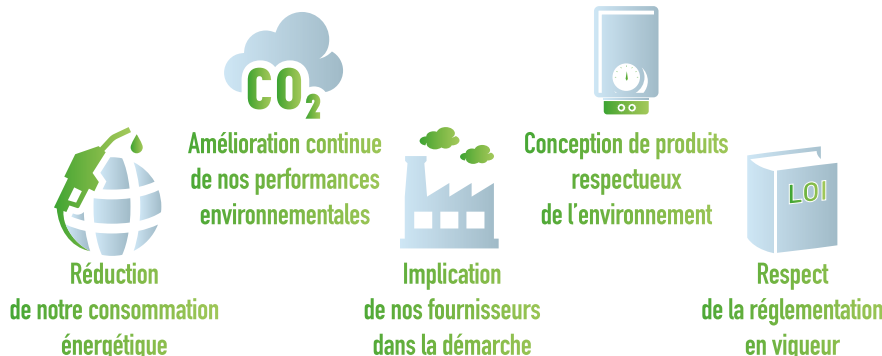 CO2
Amélioration continue
de nos performances
environnementales
Conception de produits
respectueux
de l'environnement
LOI
Réduction
de notre consommation
énergétique
Implication
de nos fournisseurs
dans la démarche
Respect
de la réglementation
en vigueur